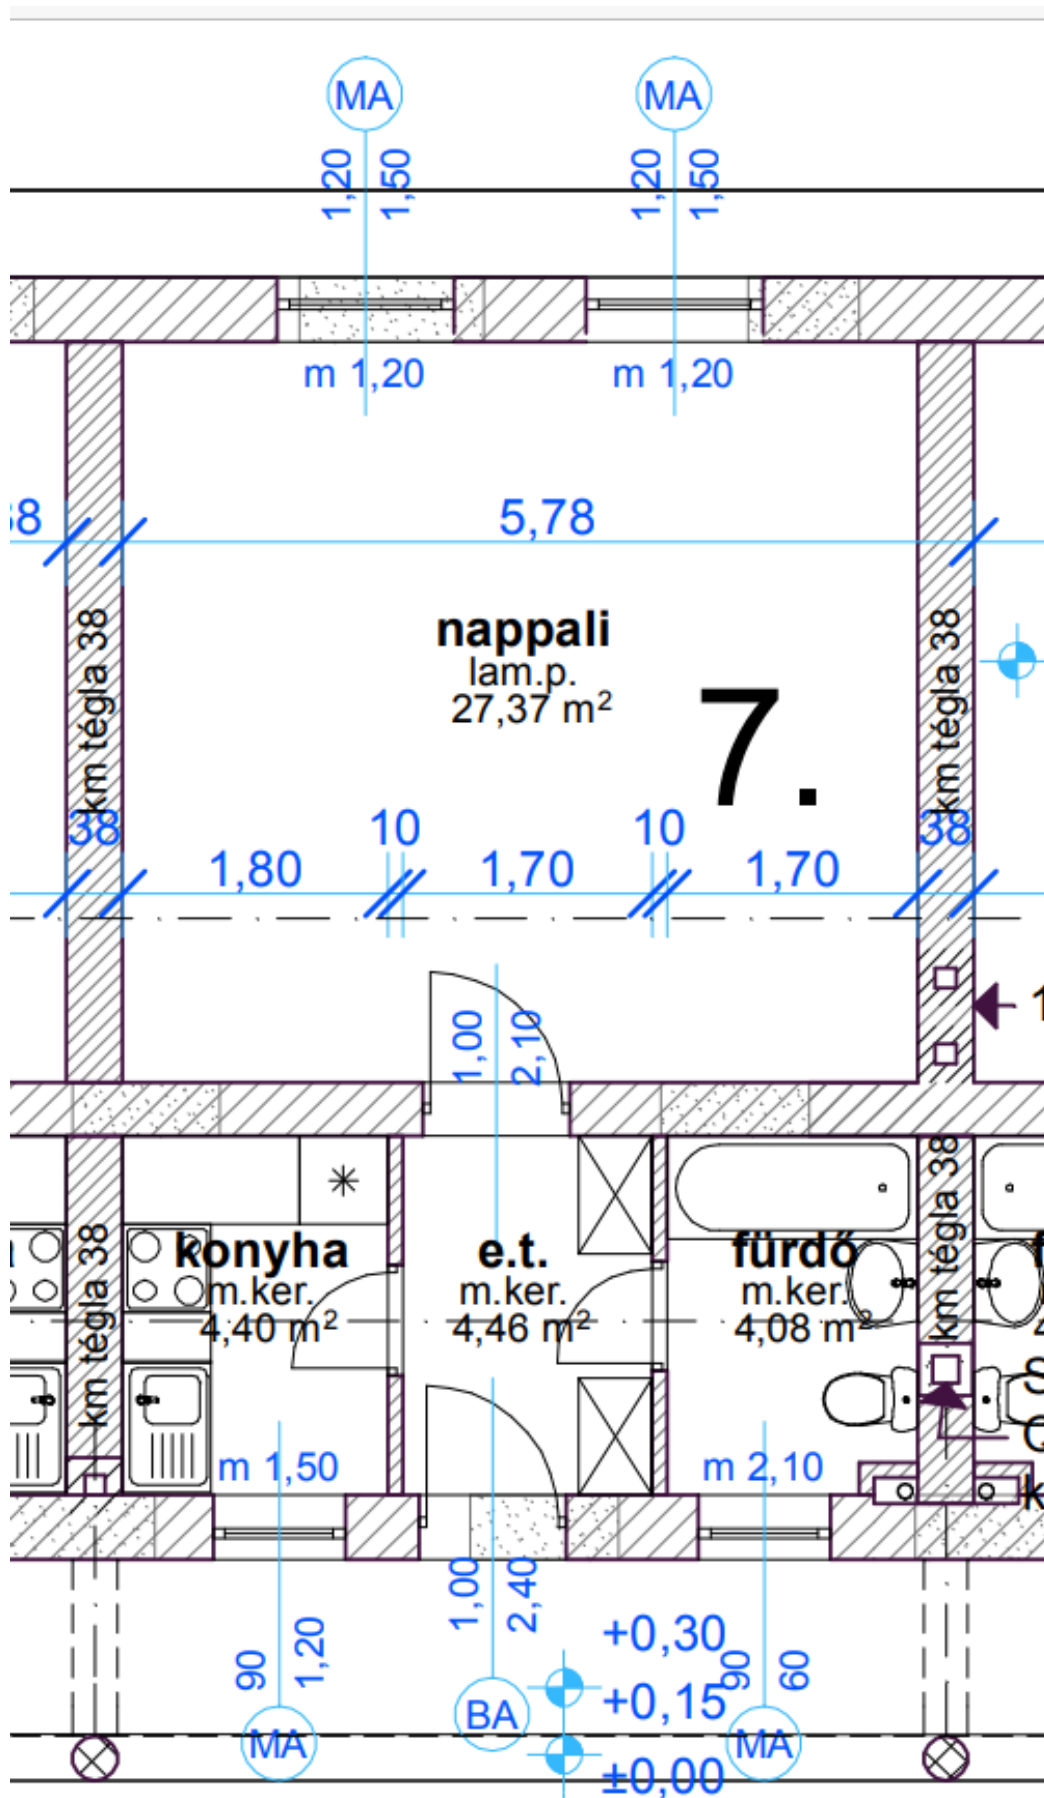 MA
MA
1,20
1,50
1,20
1,50
m 1,20
m 1,20
5,78
nappali
lam.p.
27,37 m²
7.
km tégla 38
km tégla 38
38
10
10
38
1,80
1,70
1,70
1,00
2,10
km tégla 38
km tégla 38
konyha
m.ker.
4,40 m²
e.t.
m.ker.
4,46 m²
fürdő
m.ker.
4,08 m²
m 1,50
m 2,10
1,00
2,40
90
1,20
90
60
+0,30
+0,15
±0,00
MA
BA
MA